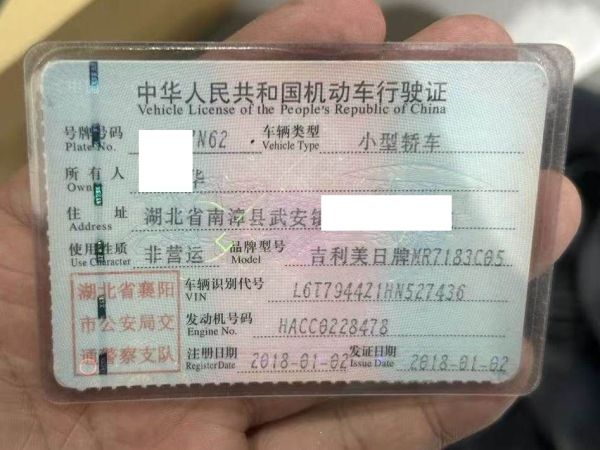 中华人民共和国机动车行驶证
Vehicle License of the People's Republic of China
号牌号码 N62 车辆类型 小型轿车
Plate No. Vehicle Type
所有人 华
Owner
住址 湖北省南漳县武安镇
Address
使用性质 非营运 品牌型号 吉利美日牌MR7183C05
Use Character Model
湖北省襄阳 车辆识别代号 L6T7944Z1HN527436
市公安局交 VIN
通警察支队 发动机号码 HACC0228478
Engine No.
注册日期 2018-01-02 发证日期 2018-01-02
Register Date Issue Date